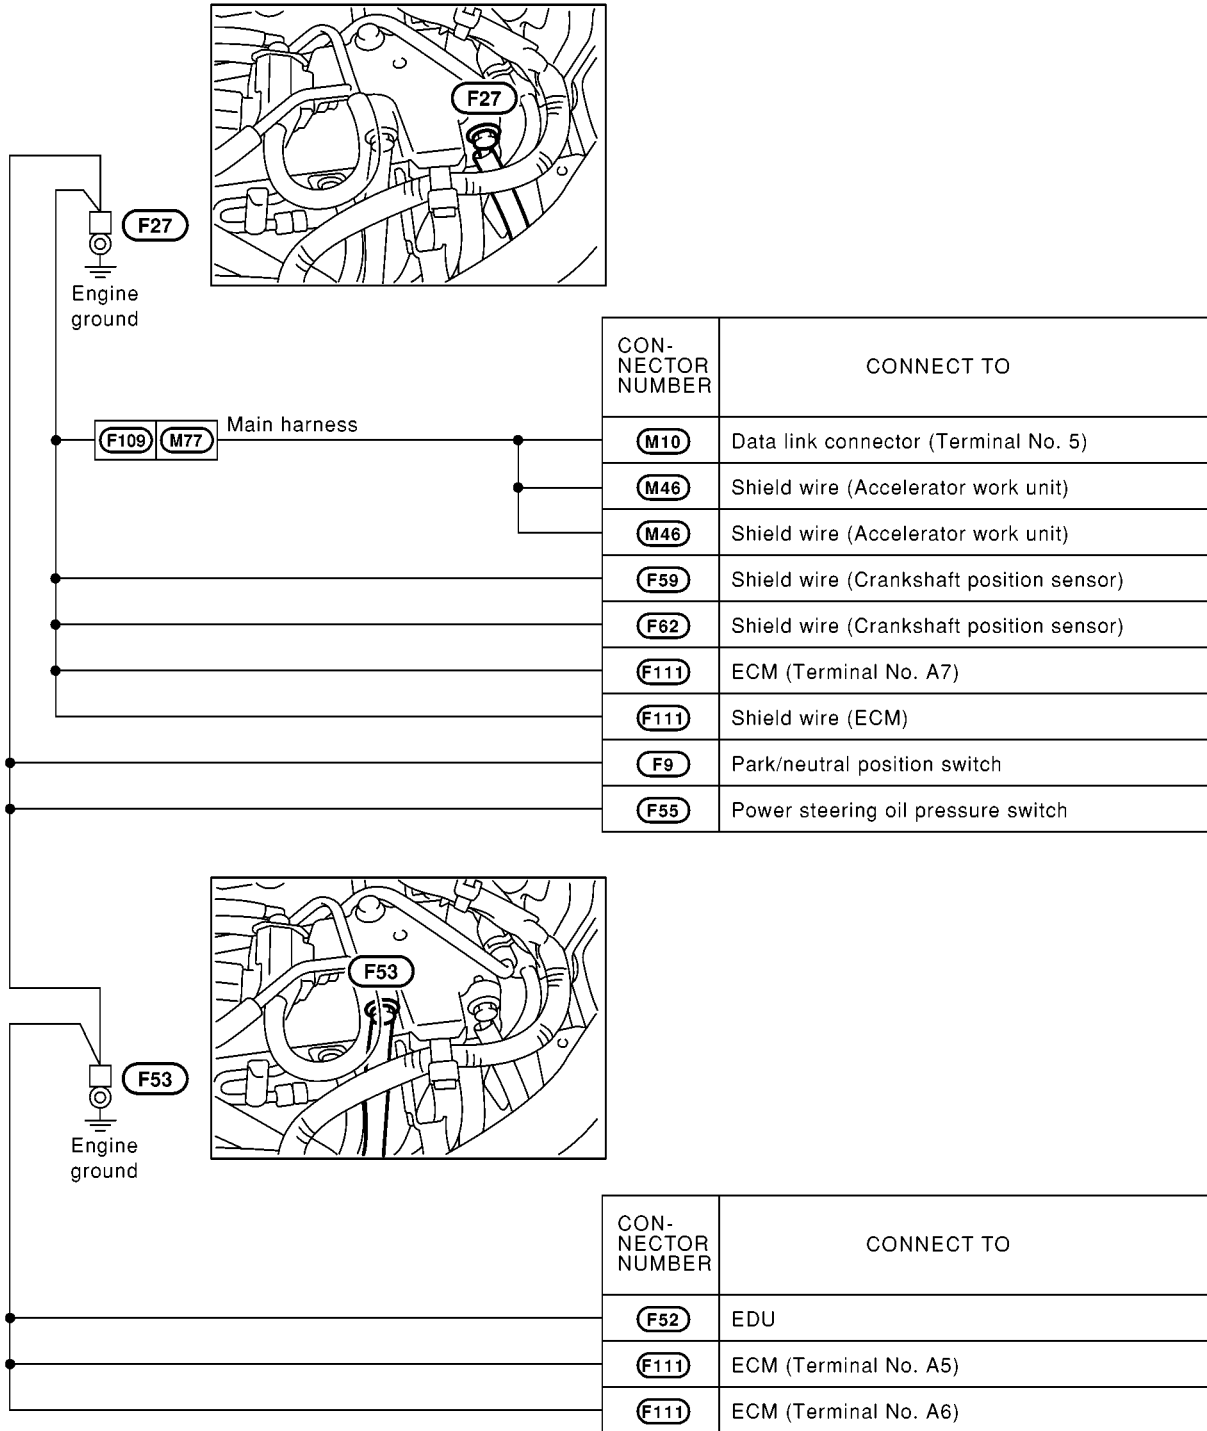 F27
F27
Engine
ground
CON-
NECTOR
NUMBER
CONNECT TO
F109 M77 Main harness
M10 Data link connector (Terminal No. 5)
M46 Shield wire (Accelerator work unit)
M46 Shield wire (Accelerator work unit)
F59 Shield wire (Crankshaft position sensor)
F62 Shield wire (Crankshaft position sensor)
F111 ECM (Terminal No. A7)
F111 Shield wire (ECM)
F9 Park/neutral position switch
F55 Power steering oil pressure switch
F53
F53
Engine
ground
CON-
NECTOR
NUMBER
CONNECT TO
F52 EDU
F111 ECM (Terminal No. A5)
F111 ECM (Terminal No. A6)